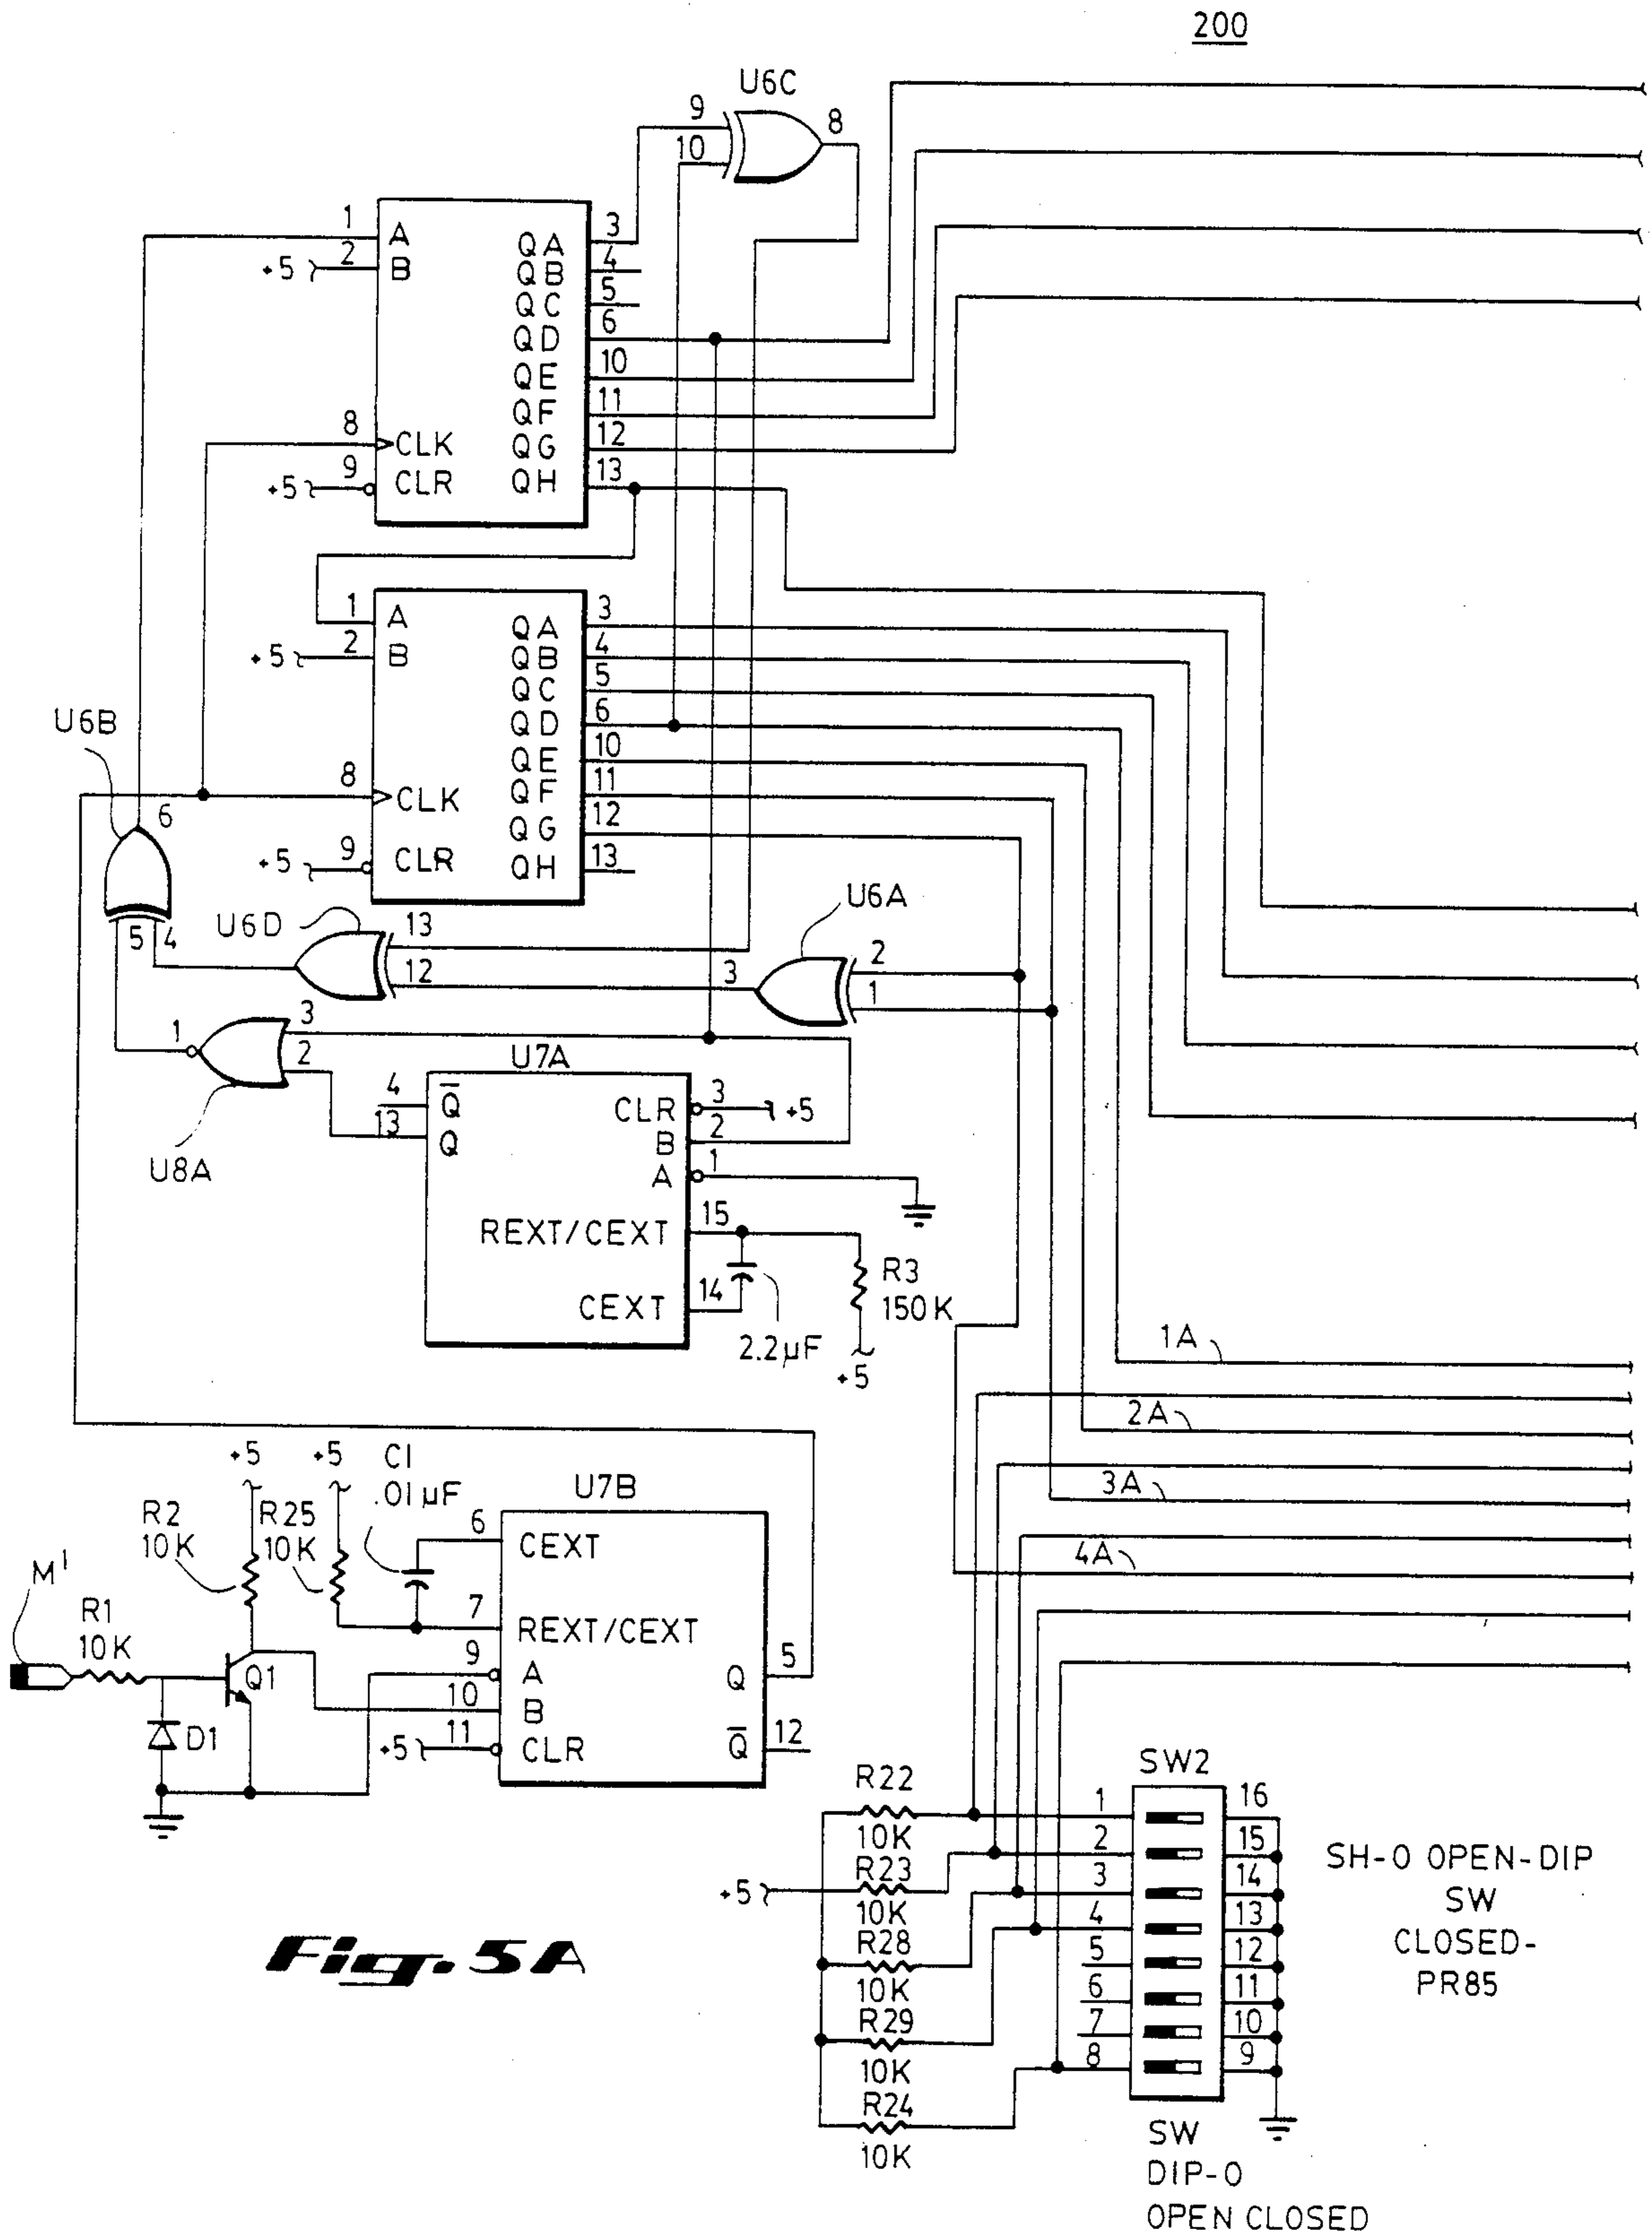 200
U6C
9
10
8
1
A
+5
2
B
QA
3
QB
4
QC
5
QD
6
QE
10
QF
11
8
CLK
QG
12
+5
9
CLR
QH
13
1
A
QA
3
+5
2
B
QB
4
QC
5
U6B
QD
6
QE
10
8
CLK
QF
11
6
QG
12
+5
9
CLR
QH
13
U6A
5
4
U6D
13
12
3
2
1
1
3
2
U7A
4
Q̅
CLR
3
+5
13
Q
B
2
U8A
A
1
REXT/CEXT
15
CEXT
14
R3
150K
2.2µF
+5
1A
2A
3A
4A
+5
+5
C1
.01µF
U7B
R2
10K
R25
10K
6
CEXT
M'
R1
10K
7
REXT/CEXT
Q1
9
A
Q
5
10
B
D1
+5
11
CLR
Q̅
12
SW2
R22
10K
1
16
2
15
+5
R23
10K
3
14
4
13
R28
10K
5
12
6
11
R29
10K
7
10
8
9
R24
10K
SH-0 OPEN-DIP
SW
CLOSED-
PR85
Fig. 5A
SW
DIP-0
OPEN CLOSED